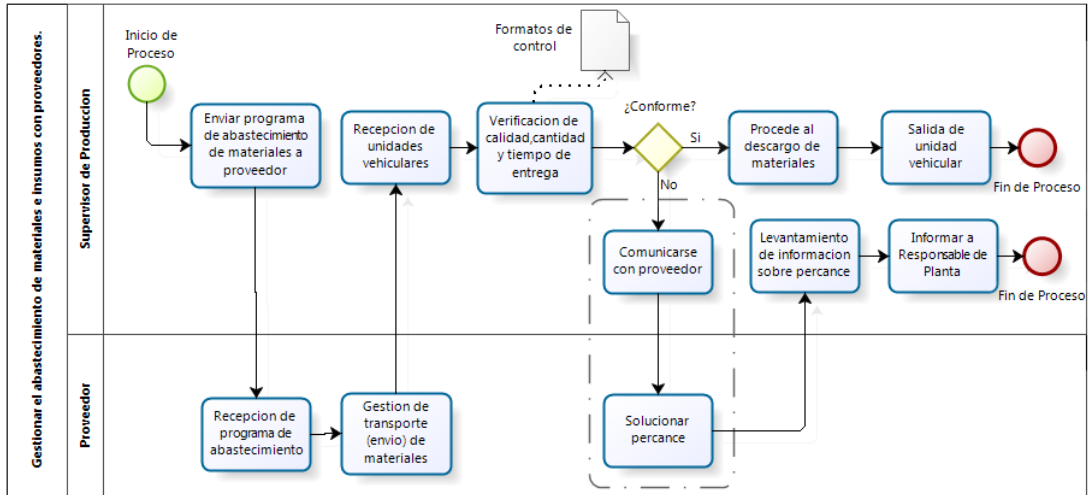 Gestionar el abastecimiento de materiales e insumos con proveedores.
Supervisor de Produccion
Inicio de
Proceso
Enviar programa
de abastecimiento
de materiales a
proveedor
Recepcion de
unidades
vehiculares
Formatos de
control
Verificacion de
calidad,cantidad
y tiempo de
entrega
¿Conforme?
Si
No
Procede al
descargo de
materiales
Salida de
unidad
vehicular
Fin de Proceso
Comunicarse
con proveedor
Levantamiento
de informacion
sobre percance
Informar a
Responsable de
Planta
Fin de Proceso
Proveedor
Recepcion de
programa de
abastecimiento
Gestion de
transporte
(envio) de
materiales
Solucionar
percance